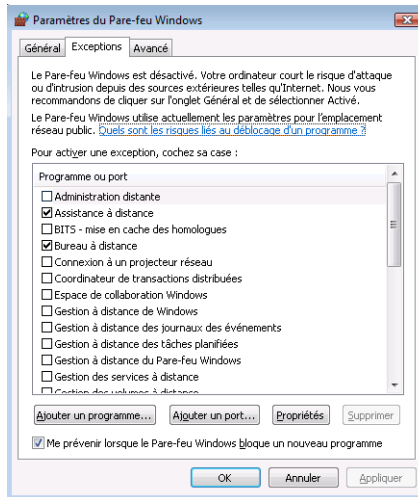 Paramètres du Pare-feu Windows
Général Exceptions Avancé
Le Pare-feu Windows est désactivé. Votre ordinateur court le risque d'attaque
ou d'intrusion depuis des sources extérieures telles qu'Internet. Nous vous
recommandons de cliquer sur l'onglet Général et de sélectionner Activé.
Le Pare-feu Windows utilise actuellement les paramètres pour l'emplacement
réseau public. Quels sont les risques liés au déblocage d'un programme ?
Pour activer une exception, cochez sa case :
Programme ou port
Administration distante
Assistance à distance
BITS - mise en cache des homologues
Bureau à distance
Connexion à un projecteur réseau
Coordinateur de transactions distribuées
Espace de collaboration Windows
Gestion à distance de Windows
Gestion à distance des journaux des événements
Gestion à distance des tâches planifiées
Gestion à distance du Pare-feu Windows
Gestion des services à distance
Gestion des volumes à distance
Ajouter un programme... Ajouter un port... Propriétés Supprimer
Me prévenir lorsque le Pare-feu Windows bloque un nouveau programme
OK Annuler Appliquer